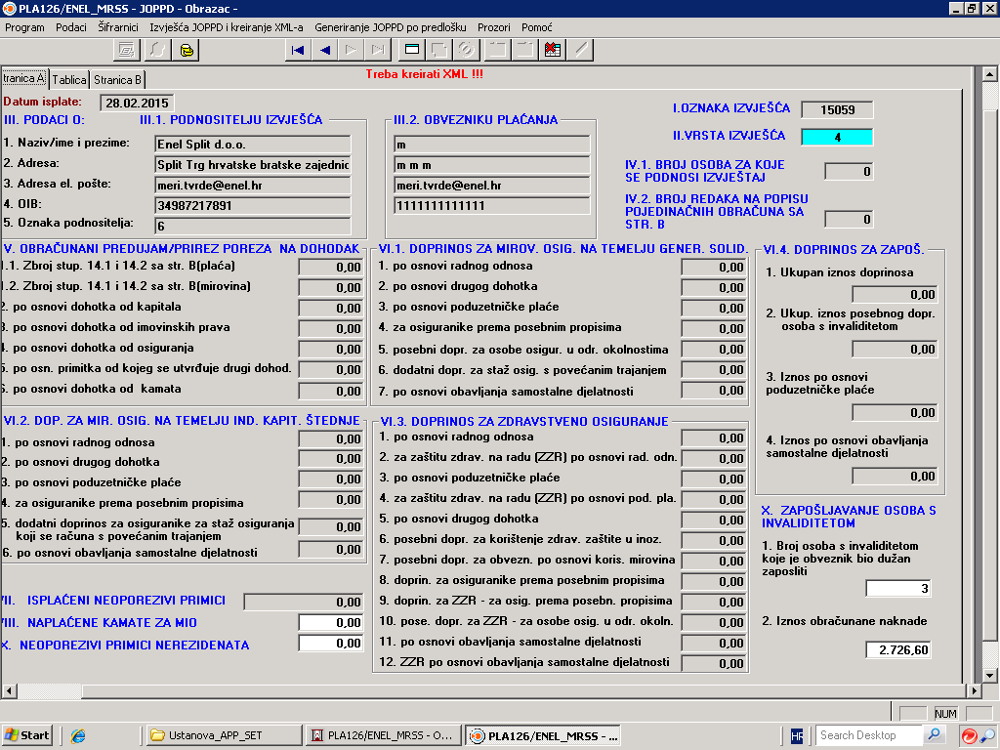 PLA126/ENEL_MRSS - JOPPD - Obrazac -
Program Podaci Šifrarnici Izvješća JOPPD i kreiranje XML-a Generiranje JOPPD po predlošku Prozori Pomoć
tranica A Tablica Stranica B
Treba kreirati XML !!!
Datum isplate: 28.02.2015
III. PODACI O: III.1. PODNOSITELJU IZVJEŠĆA
1. Naziv/ime i prezime: Enel Split d.o.o.
2. Adresa: Split Trg hrvatske bratske zajednic
3. Adresa el. pošte: meri.tvrde@enel.hr
4. OIB: 34987217891
5. Oznaka podnositelja: 6
III.2. OBVEZNIKU PLAĆANJA
m
m m m
meri.tvrde@enel.hr
1111111111111
I.OZNAKA IZVJEŠĆA 15059
II.VRSTA IZVJEŠĆA 4
IV.1. BROJ OSOBA ZA KOJE
SE PODNOSI IZVJEŠTAJ 0
IV.2. BROJ REDAKA NA POPISU
POJEDINAČNIH OBRAČUNA SA
STR. B 0
V. OBRAČUNANI PREDUJAM/PRIREZ POREZA NA DOHODAK
1.1. Zbroj stup. 14.1 i 14.2 sa str. B(plaća) 0,00
1.2. Zbroj stup. 14.1 i 14.2 sa str. B(mirovina) 0,00
2. po osnovi dohotka od kapitala 0,00
3. po osnovi dohotka od imovinskih prava 0,00
4. po osnovi dohotka od osiguranja 0,00
5. po osn. primitka od kojeg se utvrđuje drugi dohod. 0,00
6. po osnovi dohotka od kamata 0,00
VI.1. DOPRINOS ZA MIROV. OSIG. NA TEMELJU GENER. SOLID.
1. po osnovi radnog odnosa 0,00
2. po osnovi drugog dohotka 0,00
3. po osnovi poduzetničke plaće 0,00
4. za osiguranike prema posebnim propisima 0,00
5. posebni dopr. za osobe osigur. u odr. okolnostima 0,00
6. dodatni dopr. za staž osig. s povećanim trajanjem 0,00
7. po osnovi obavljanja samostalne djelatnosti 0,00
VI.4. DOPRINOS ZA ZAPOŠ.
1. Ukupan iznos doprinosa
0,00
2. Ukup. iznos posebnog dopr.
osoba s invaliditetom
0,00
3. Iznos po osnovi
poduzetničke plaće
0,00
4. Iznos po osnovi obavljanja
samostalne djelatnosti
0,00
VI.2. DOP. ZA MIR. OSIG. NA TEMELJU IND. KAPIT. ŠTEDNJE
1. po osnovi radnog odnosa 0,00
2. po osnovi drugog dohotka 0,00
3. po osnovi poduzetničke plaće 0,00
4. za osiguranike prema posebnim propisima 0,00
5. dodatni doprinos za osiguranike za staž osiguranja
koji se računa s povećanim trajanjem 0,00
6. po osnovi obavljanja samostalne djelatnosti 0,00
VI.3. DOPRINOS ZA ZDRAVSTVENO OSIGURANJE
1. po osnovi radnog odnosa 0,00
2. za zaštitu zdrav. na radu (ZZR) po osnovi rad. odn. 0,00
3. po osnovi poduzetničke plaće 0,00
4. za zaštitu zdrav. na radu (ZZR) po osnovi pod. pla. 0,00
5. po osnovi drugog dohotka 0,00
6. posebni dopr. za korištenje zdrav. zaštite u inoz. 0,00
7. posebni dopr. za obvezn. po osnovi koris. mirovina 0,00
8. doprin. za osiguranike prema posebnim propisima 0,00
9. doprin. za ZZR - za osig. prema posebn. propisima 0,00
10. pose. dopr. za ZZR - za osobe osig. u odr. okoln. 0,00
11. po osnovi obavljanja samostalne djelatnosti 0,00
12. ZZR po osnovi obavljanja samostalne djelatnosti 0,00
VII. ISPLAĆENI NEOPOREZIVI PRIMICI 0,00
VIII. NAPLAĆENE KAMATE ZA MIO 0,00
X. NEOPOREZIVI PRIMICI NEREZIDENATA 0,00
X. ZAPOŠLJAVANJE OSOBA S
INVALIDITETOM
1. Broj osoba s invaliditetom
koje je obveznik bio dužan
zaposliti
3
2. Iznos obračunane naknade
2.726,60
NUM
Start Ustanova_APP_SET PLA126/ENEL_MRSS - O... PLA126/ENEL_MRSS - ... HR Search Desktop